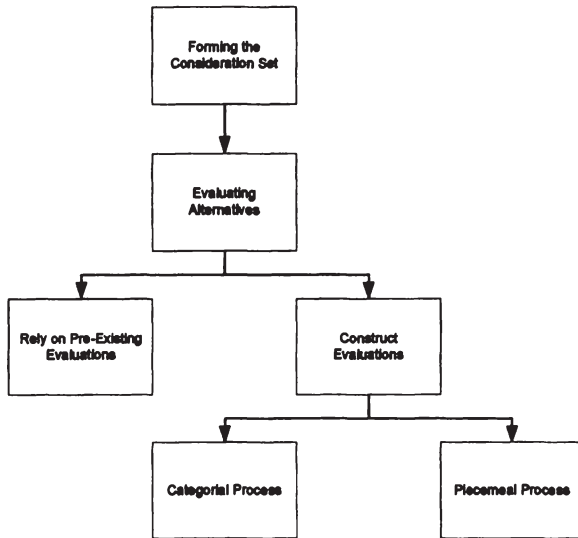 Forming the
Consideration Set
Evaluating
Alternatives
Rely on Pre-Existing
Evaluations
Construct
Evaluations
Categorial Process
Piecemeal Process